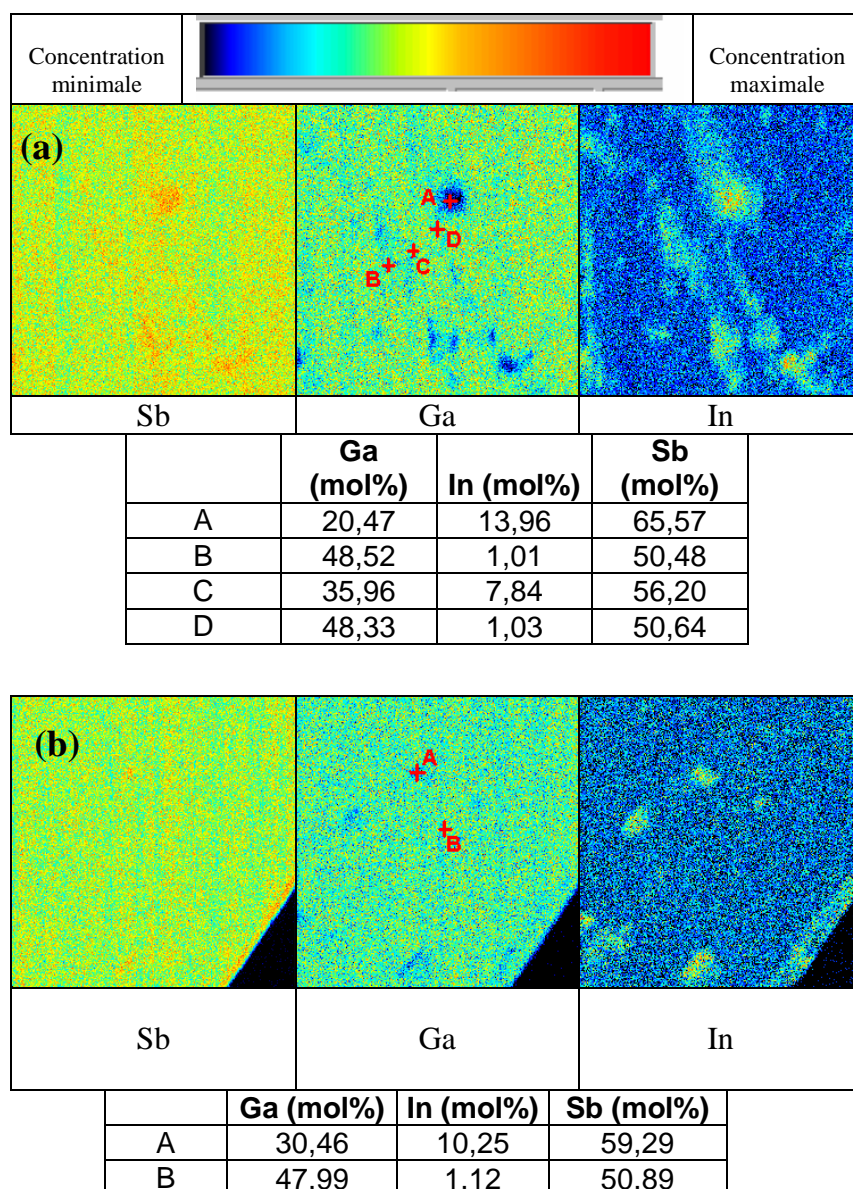 Concentration
minimale
Concentration
maximale
(a)
A
D
C
B
Sb Ga In
Ga
(mol%) In (mol%) Sb
(mol%)
A 20,47 13,96 65,57
B 48,52 1,01 50,48
C 35,96 7,84 56,20
D 48,33 1,03 50,64
(b)
A
B
Sb Ga In
Ga (mol%) In (mol%) Sb (mol%)
A 30,46 10,25 59,29
B 47,99 1,12 50,89